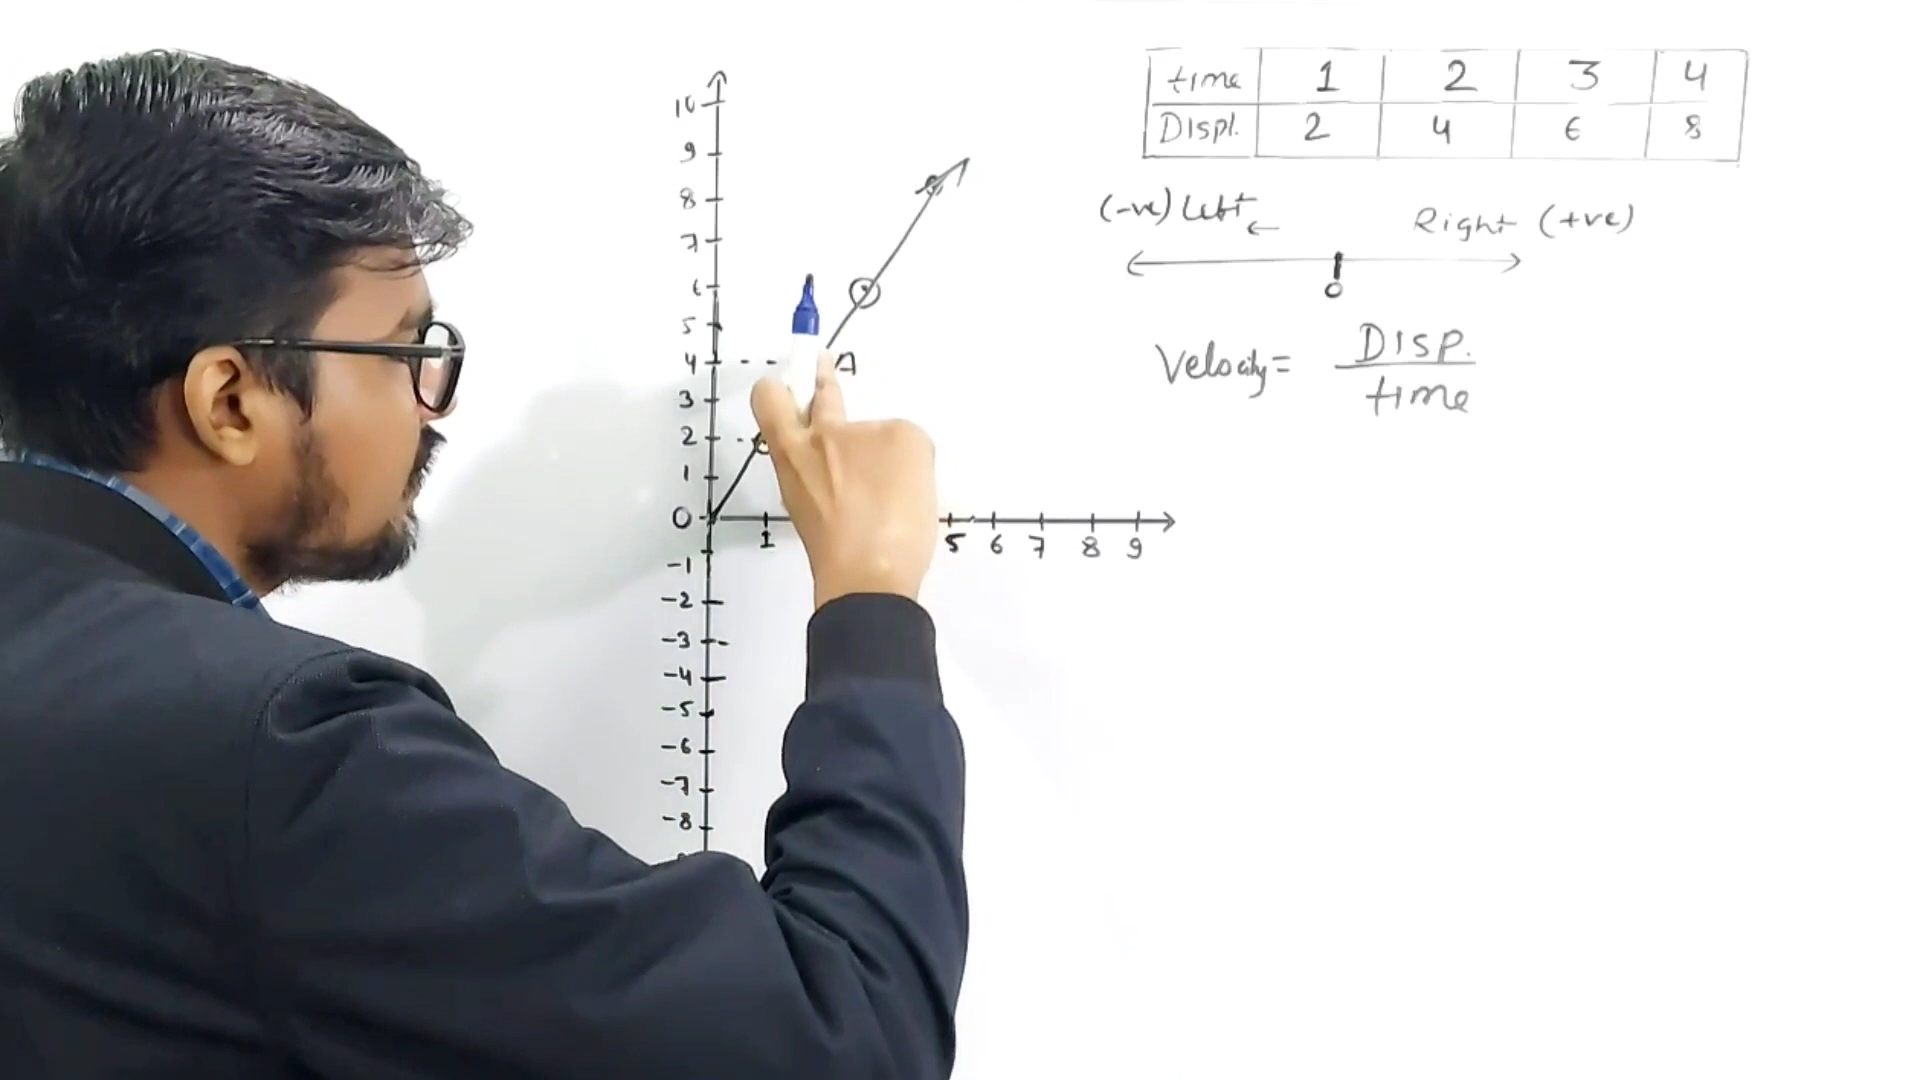 10
9
8
7
6
5
4 A
3
2
1
0
1 5 6 7 8 9
-1
-2
-3
-4
-5
-6
-7
-8
time 1 2 3 4
Displ. 2 4 6 8
(-ve) Left ← Right (+ve)
0
Velocity = DISP.
time